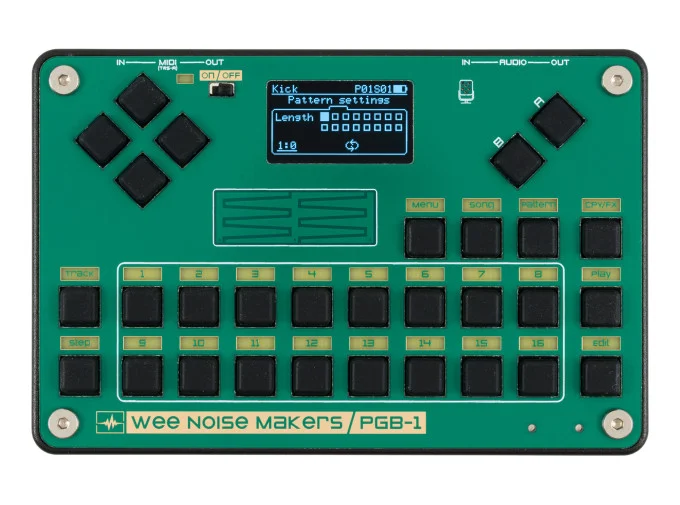 IN MIDI OUT
(TRS-A)
ON/OFF
IN AUDIO OUT
Kick P01S01
Pattern settings
Length
1:0
A
B
Menu Song Pattern CPY/FX
Track 1 2 3 4 5 6 7 8 Play
Step 9 10 11 12 13 14 15 16 edit
Wee Noise Makers/PGB-1